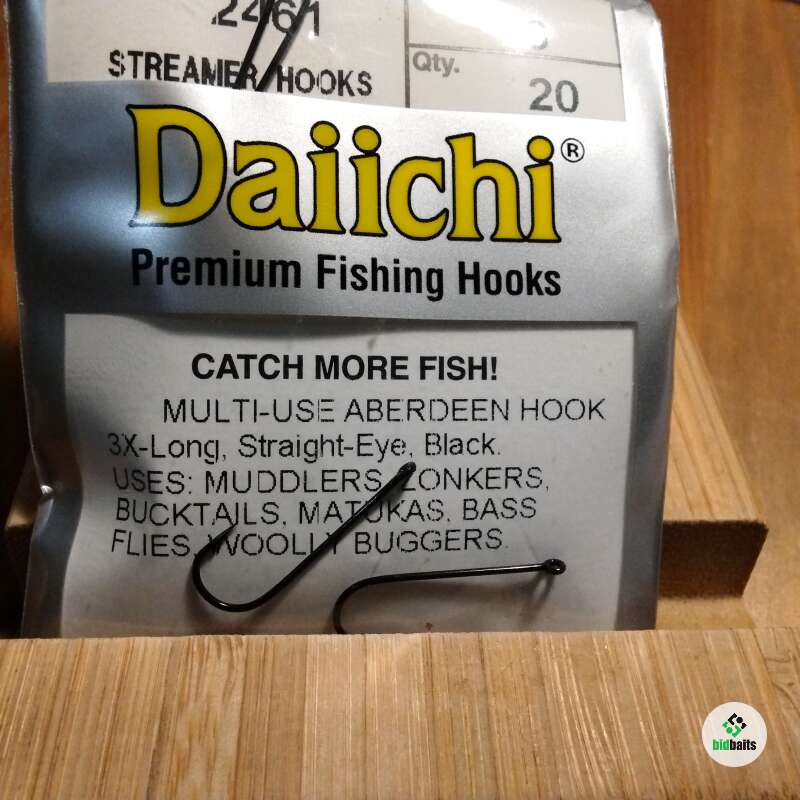 2461
STREAMER HOOKS
Qty.
20
Daiichi®
Premium Fishing Hooks
CATCH MORE FISH!
MULTI-USE ABERDEEN HOOK
3X-Long, Straight-Eye, Black.
USES: MUDDLERS, ZONKERS,
BUCKTAILS, MATUKAS, BASS
FLIES, WOOLLY BUGGERS.
bidbaits